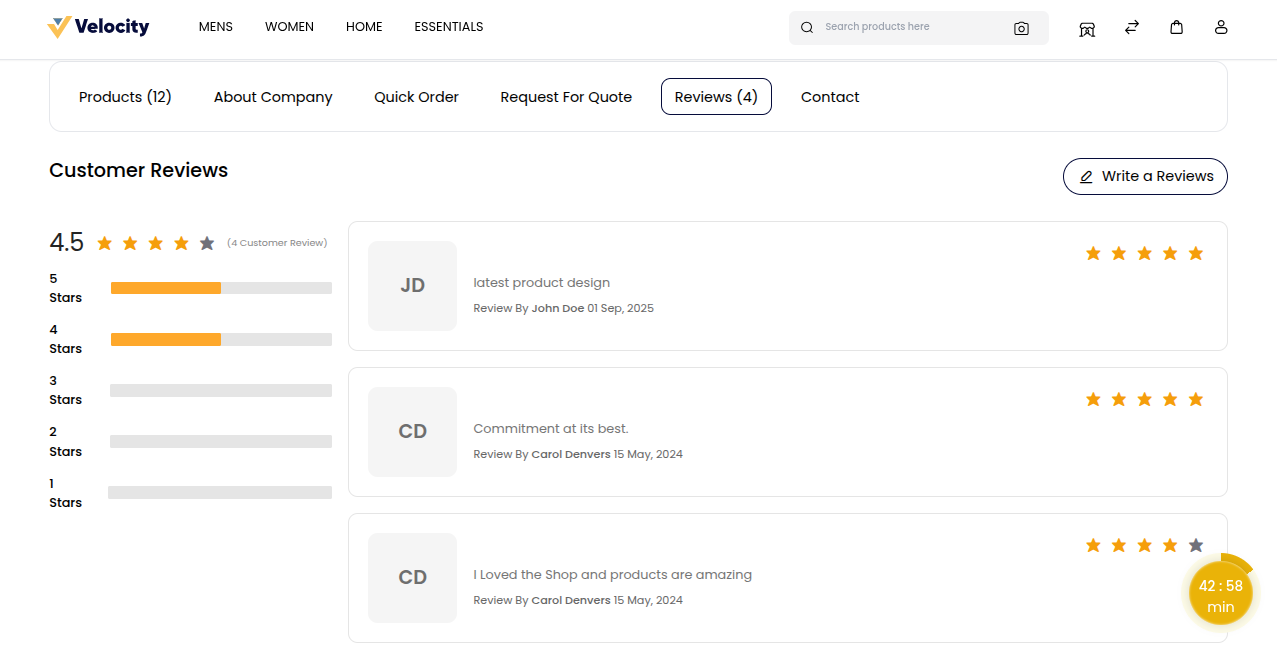 Velocity
MENS WOMEN HOME ESSENTIALS
Search products here
Products (12) About Company Quick Order Request For Quote Reviews (4) Contact
Customer Reviews
Write a Reviews
4.5 (4 Customer Review)
5
Stars
4
Stars
3
Stars
2
Stars
1
Stars
JD
latest product design
Review By John Doe 01 Sep, 2025
CD
Commitment at its best.
Review By Carol Denvers 15 May, 2024
CD
I Loved the Shop and products are amazing
Review By Carol Denvers 15 May, 2024
42 : 58
min